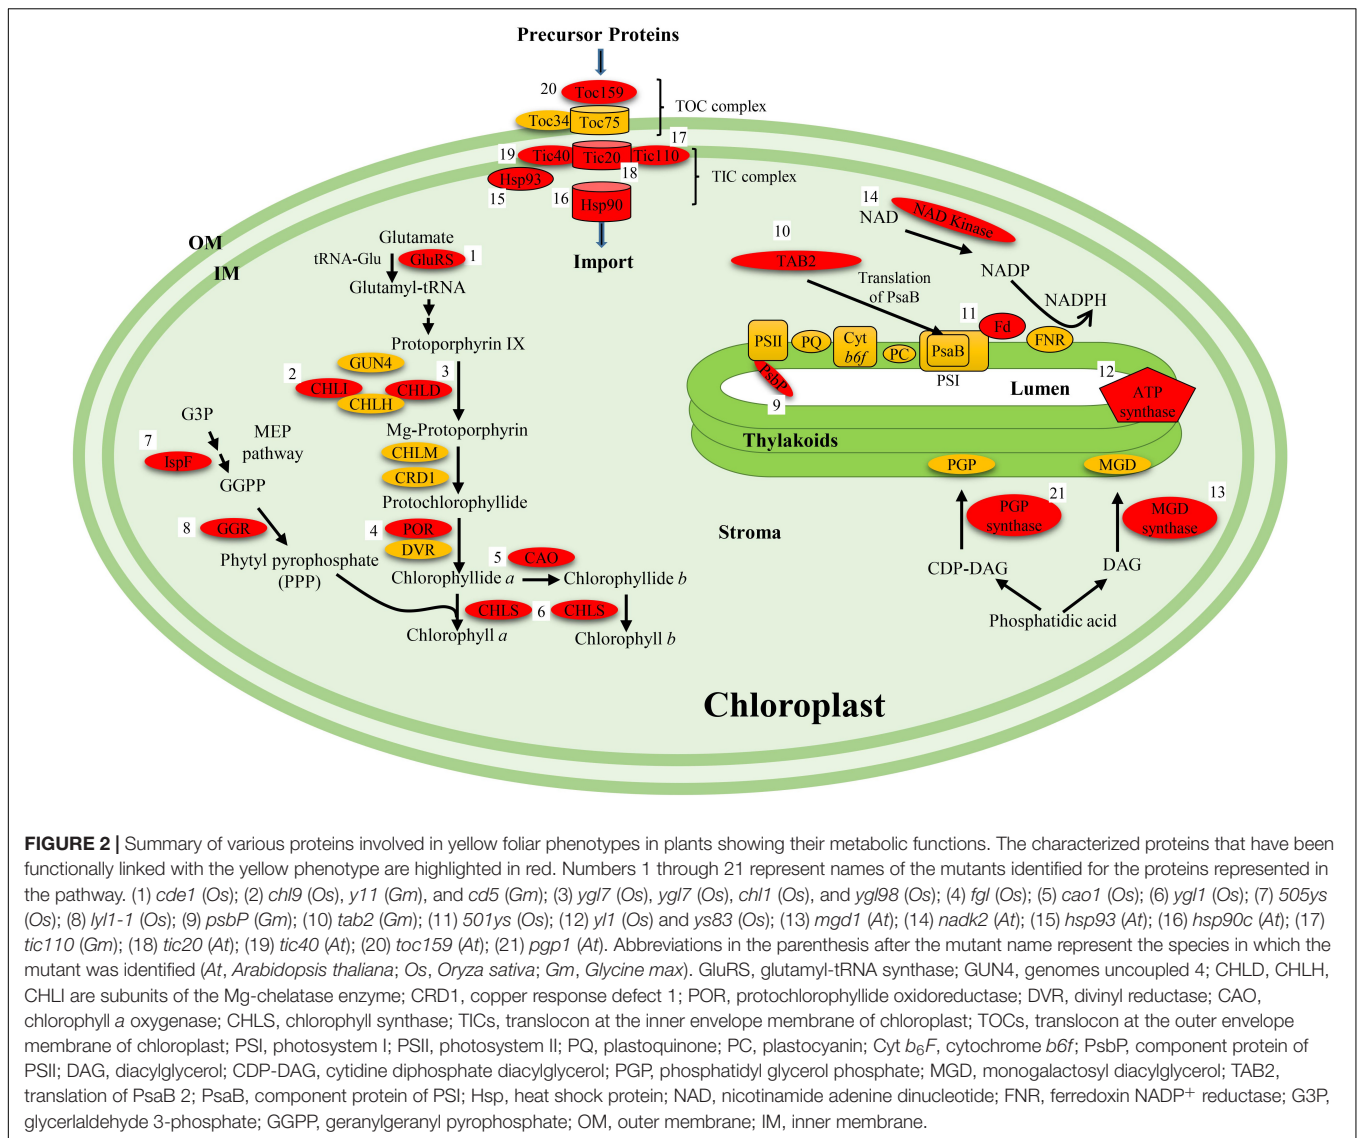 Precursor Proteins
20
Toc159
TOC complex
Toc34
Toc75
17
19
Tic40
Tic20
Tic110
18
TIC complex
Hsp93
15
16
Hsp90
Import
OM
IM
Glutamate
tRNA-Glu
GluRS
1
Glutamyl-tRNA
Protoporphyrin IX
GUN4
2
CHLI
CHLD
3
CHLH
Mg-Protoporphyrin
CHLM
CRD1
Protochlorophyllide
4
POR
DVR
5
CAO
Chlorophyllide a
Chlorophyllide b
CHLS
6
CHLS
Chlorophyll a
Chlorophyll b
G3P
7
IspF
MEP
pathway
GGPP
8
GGR
Phytyl pyrophosphate
(PPP)
14
NAD
NAD Kinase
NADP
NADPH
10
TAB2
Translation
of PsaB
11
Fd
FNR
PSII
PQ
Cyt
b6f
PC
PsaB
PSI
PsbP
9
Lumen
12
ATP
synthase
Thylakoids
PGP
MGD
21
PGP
synthase
13
MGD
synthase
Stroma
CDP-DAG
DAG
Phosphatidic acid
Chloroplast
FIGURE 2 | Summary of various proteins involved in yellow foliar phenotypes in plants showing their metabolic functions. The characterized proteins that have been
functionally linked with the yellow phenotype are highlighted in red. Numbers 1 through 21 represent names of the mutants identified for the proteins represented in
the pathway. (1) cde1 (Os); (2) chl9 (Os), y11 (Gm), and cd5 (Gm); (3) ygl7 (Os), ygl7 (Os), chl1 (Os), and ygl98 (Os); (4) fgl (Os); (5) cao1 (Os); (6) ygl1 (Os); (7) 505ys
(Os); (8) lyl1-1 (Os); (9) psbP (Gm); (10) tab2 (Gm); (11) 501ys (Os); (12) yl1 (Os) and ys83 (Os); (13) mgd1 (At); (14) nadk2 (At); (15) hsp93 (At); (16) hsp90c (At); (17)
tic110 (Gm); (18) tic20 (At); (19) tic40 (At); (20) toc159 (At); (21) pgp1 (At). Abbreviations in the parenthesis after the mutant name represent the species in which the
mutant was identified (At, Arabidopsis thaliana; Os, Oryza sativa; Gm, Glycine max). GluRS, glutamyl-tRNA synthase; GUN4, genomes uncoupled 4; CHLD, CHLH,
CHLI are subunits of the Mg-chelatase enzyme; CRD1, copper response defect 1; POR, protochlorophyllide oxidoreductase; DVR, divinyl reductase; CAO,
chlorophyll a oxygenase; CHLS, chlorophyll synthase; TICs, translocon at the inner envelope membrane of chloroplast; TOCs, translocon at the outer envelope
membrane of chloroplast; PSI, photosystem I; PSII, photosystem II; PQ, plastoquinone; PC, plastocyanin; Cyt b₆F, cytochrome b6f; PsbP, component protein of
PSII; DAG, diacylglycerol; CDP-DAG, cytidine diphosphate diacylglycerol; PGP, phosphatidyl glycerol phosphate; MGD, monogalactosyl diacylglycerol; TAB2,
translation of PsaB 2; PsaB, component protein of PSI; Hsp, heat shock protein; NAD, nicotinamide adenine dinucleotide; FNR, ferredoxin NADP⁺ reductase; G3P,
glycerlaldehyde 3-phosphate; GGPP, geranylgeranyl pyrophosphate; OM, outer membrane; IM, inner membrane.